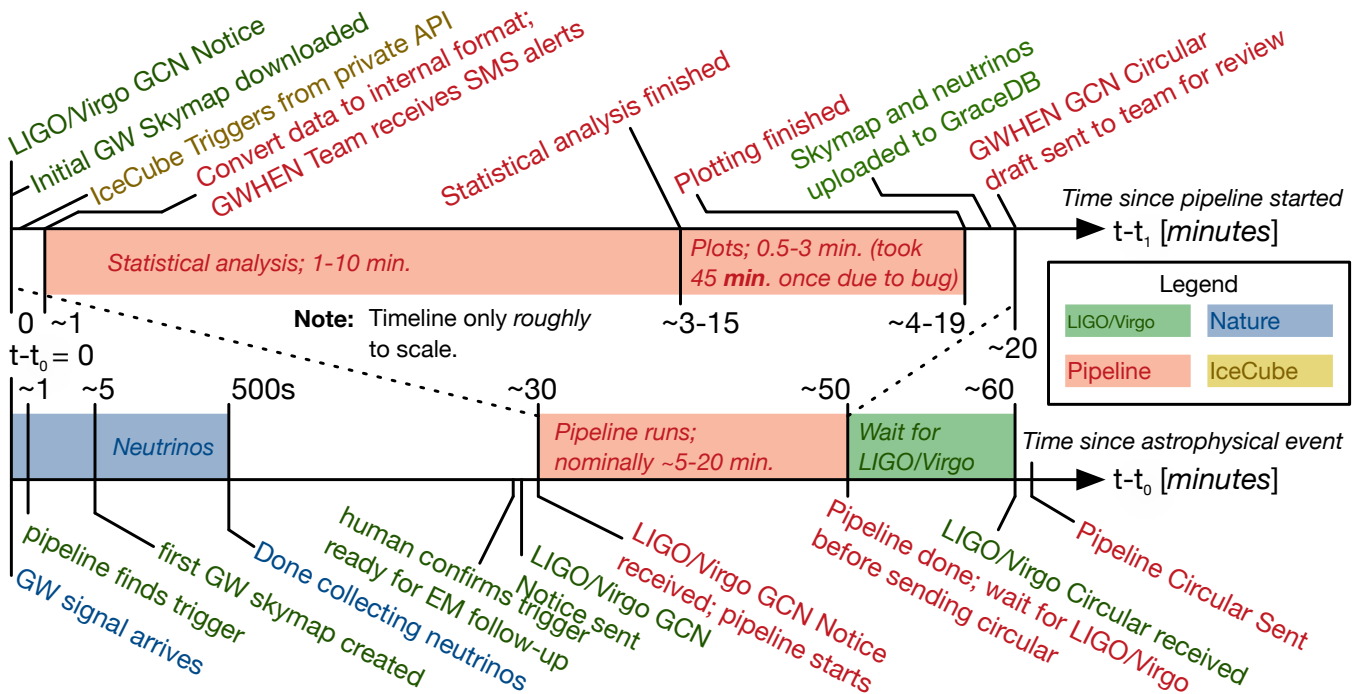 LIGO/Virgo GCN Notice
Initial GW Skymap downloaded
IceCube Triggers from private API
Convert data to internal format;
GWHEN Team receives SMS alerts
Statistical analysis finished
Plotting finished
Skymap and neutrinos
uploaded to GraceDB
GWHEN GCN Circular
draft sent to team for review
Time since pipeline started
t-t₁ [minutes]
Statistical analysis; 1-10 min.
Plots; 0.5-3 min. (took
45 min. once due to bug)
0
~1
Note: Timeline only roughly
to scale.
~3-15
~4-19
~20
Legend
LIGO/Virgo
Nature
Pipeline
IceCube
t-t₀ = 0
~1
~5
500s
~30
~50
~60
Neutrinos
Pipeline runs;
nominally ~5-20 min.
Wait for
LIGO/Virgo
Time since astrophysical event
t-t₀ [minutes]
GW signal arrives
pipeline finds trigger
first GW skymap created
Done collecting neutrinos
human confirms trigger
ready for EM follow-up
LIGO/Virgo GCN
Notice sent
LIGO/Virgo GCN Notice
received; pipeline starts
Pipeline done; wait for LIGO/Virgo
before sending circular
LIGO/Virgo Circular received
Pipeline Circular Sent